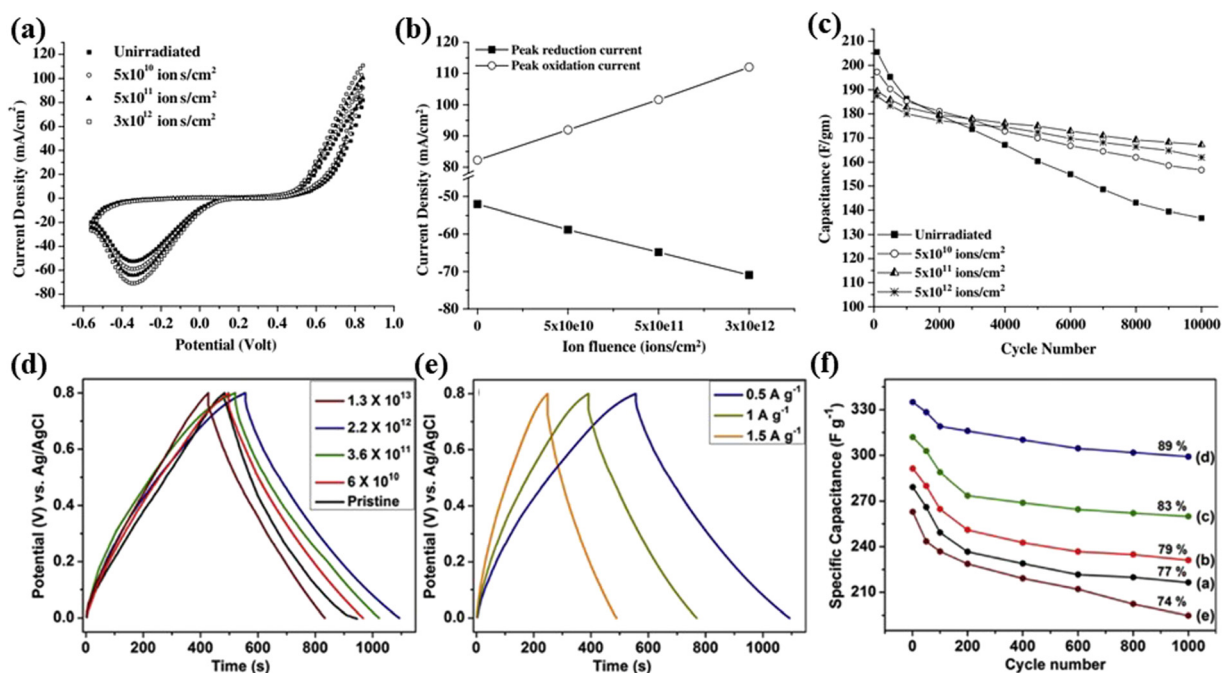 (a)
Unirradiated
5x10¹⁰ ion s/cm²
5x10¹¹ ion s/cm²
3x10¹² ion s/cm²
120
100
80
60
40
20
0
-20
-40
-60
-80
-0.6 -0.4 -0.2 0.0 0.2 0.4 0.6 0.8 1.0
Current Density (mA/cm²)
Potential (Volt)
(b)
Peak reduction current
Peak oxidation current
120
110
100
90
80
-50
-60
-70
-80
0 5x10e10 5x10e11 3x10e12
Current Density (mA/cm²)
Ion fluence (ions/cm²)
(c)
210
200
190
180
170
160
150
140
130
120
110
100
0 2000 4000 6000 8000 10000
Unirradiated
5x10¹⁰ ions/cm²
5x10¹¹ ions/cm²
5x10¹² ions/cm²
Capacitance (F/gm)
Cycle Number
(d)
1.3 X 10¹³
2.2 X 10¹²
3.6 X 10¹¹
6 X 10¹⁰
Pristine
0.8
0.6
0.4
0.2
0.0
0 200 400 600 800 1000
Potential (V) vs. Ag/AgCl
Time (s)
(e)
0.5 A g⁻¹
1 A g⁻¹
1.5 A g⁻¹
0.8
0.6
0.4
0.2
0.0
0 200 400 600 800 1000
Potential (V) vs. Ag/AgCl
Time (s)
(f)
330
300
270
240
210
89 %
(d)
83 %
(c)
79 %
(b)
77 %
(a)
74 %
(e)
0 200 400 600 800 1000
Specific Capacitance (F g⁻¹)
Cycle number